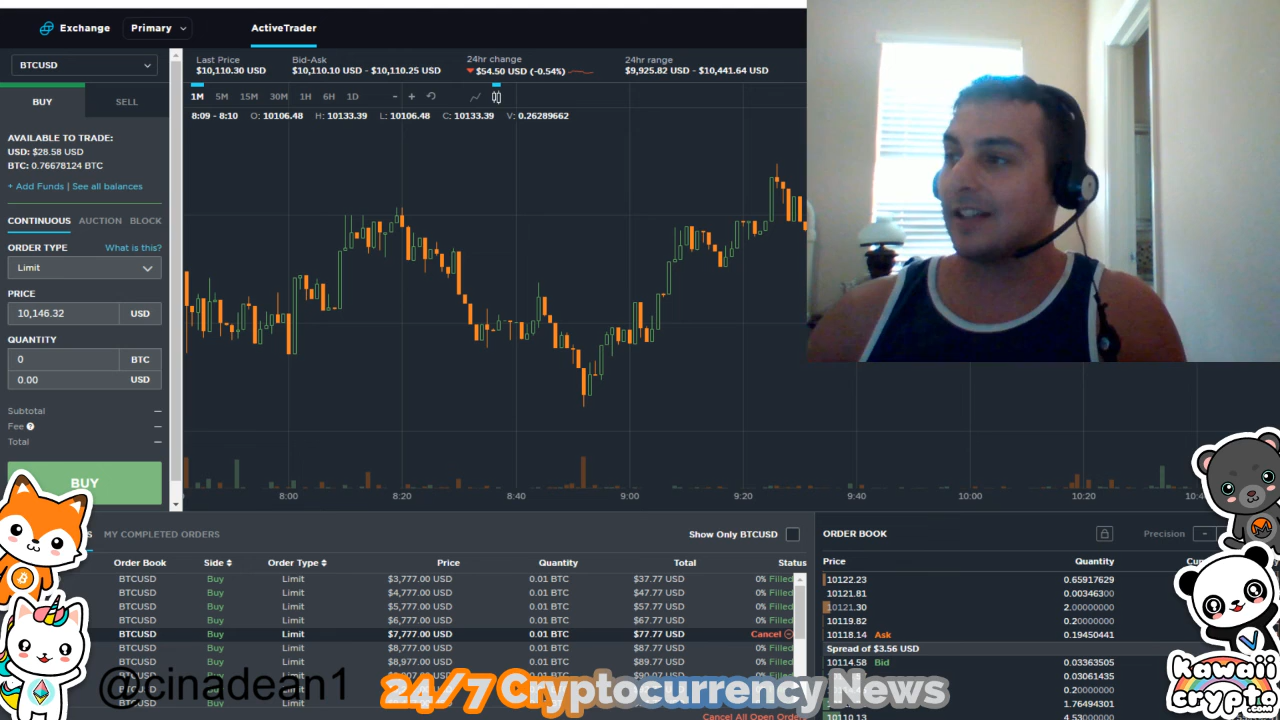 Exchange
Primary
ActiveTrader
BTCUSD
Last Price
$10,110.30 USD
Bid-Ask
$10,110.10 USD - $10,110.25 USD
24hr change
$54.50 USD (-0.54%)
24hr range
$9,925.82 USD - $10,441.64 USD
BUY
SELL
1M 5M 15M 30M 1H 6H 1D - +
8:09 - 8:10 O: 10106.48 H: 10133.39 L: 10106.48 C: 10133.39 V: 0.26289662
AVAILABLE TO TRADE:
USD: $28.58 USD
BTC: 0.76678124 BTC
+ Add Funds | See all balances
CONTINUOUS AUCTION BLOCK
ORDER TYPE What is this?
Limit
PRICE
10,146.32 USD
QUANTITY
0 BTC
0.00 USD
Subtotal —
Fee ? —
Total —
BUY
8:00 8:20 8:40 9:00 9:20 9:40 10:00 10:20
MY COMPLETED ORDERS
Show Only BTCUSD
Order Book Side Order Type Price Quantity Total Status
BTCUSD Buy Limit $3,777.00 USD 0.01 BTC $37.77 USD 0% Filled
BTCUSD Buy Limit $4,777.00 USD 0.01 BTC $47.77 USD 0% Filled
BTCUSD Buy Limit $5,777.00 USD 0.01 BTC $57.77 USD 0% Filled
BTCUSD Buy Limit $6,777.00 USD 0.01 BTC $67.77 USD 0% Filled
BTCUSD Buy Limit $7,777.00 USD 0.01 BTC $77.77 USD Cancel
BTCUSD Buy Limit $8,777.00 USD 0.01 BTC $87.77 USD 0% Filled
BTCUSD Buy Limit $8,977.00 USD 0.01 BTC $89.77 USD 0% Filled
ORDER BOOK
Precision -
Price Quantity
10122.23 0.65917629
10121.81 0.00346300
10121.30 2.00000000
10119.82 0.20000000
10118.14 Ask 0.19450441
Spread of $3.56 USD
10114.58 Bid 0.03363505
0.03061435
0.20000000
1.76494301
10110.13 4.53000000
Cancel All Open Orders
@cinadean1
24/7 Cryptocurrency News
kawaii
crypto
.com